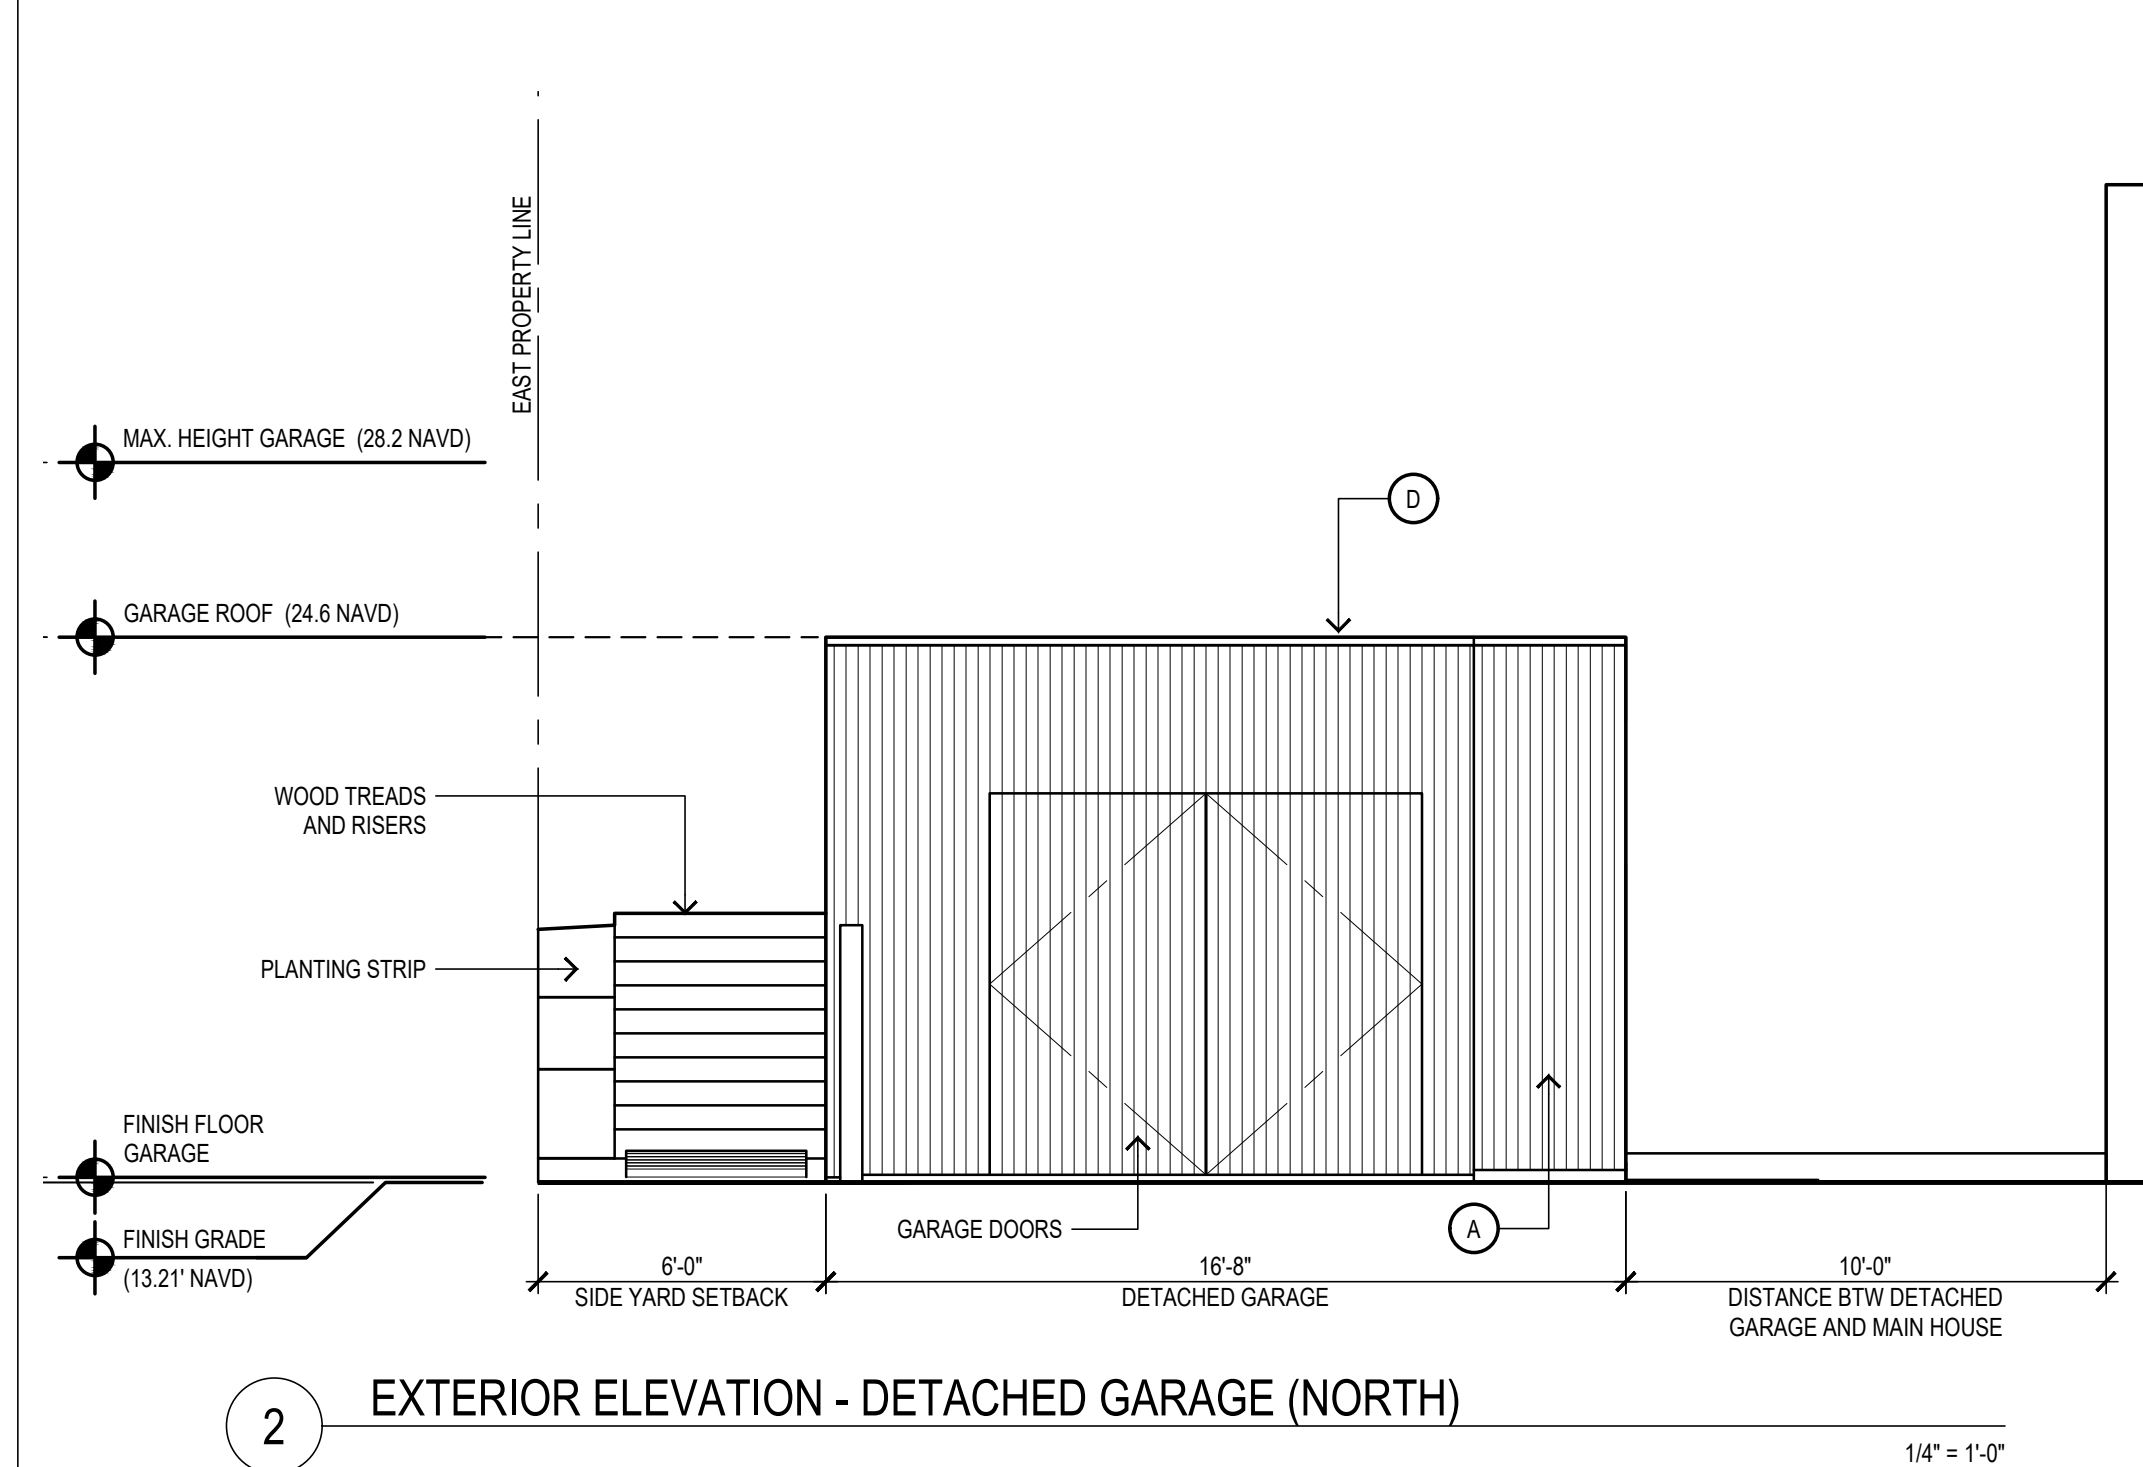 EAST PROPERTY LINE
MAX. HEIGHT GARAGE (28.2 NAVD)
D
GARAGE ROOF (24.6 NAVD)
WOOD TREADS
AND RISERS
PLANTING STRIP
FINISH FLOOR
GARAGE
FINISH GRADE
(13.21' NAVD)
GARAGE DOORS
A
6'-0"
SIDE YARD SETBACK
16'-8"
DETACHED GARAGE
10'-0"
DISTANCE BTW DETACHED
GARAGE AND MAIN HOUSE
2
EXTERIOR ELEVATION - DETACHED GARAGE (NORTH)
1/4" = 1'-0"